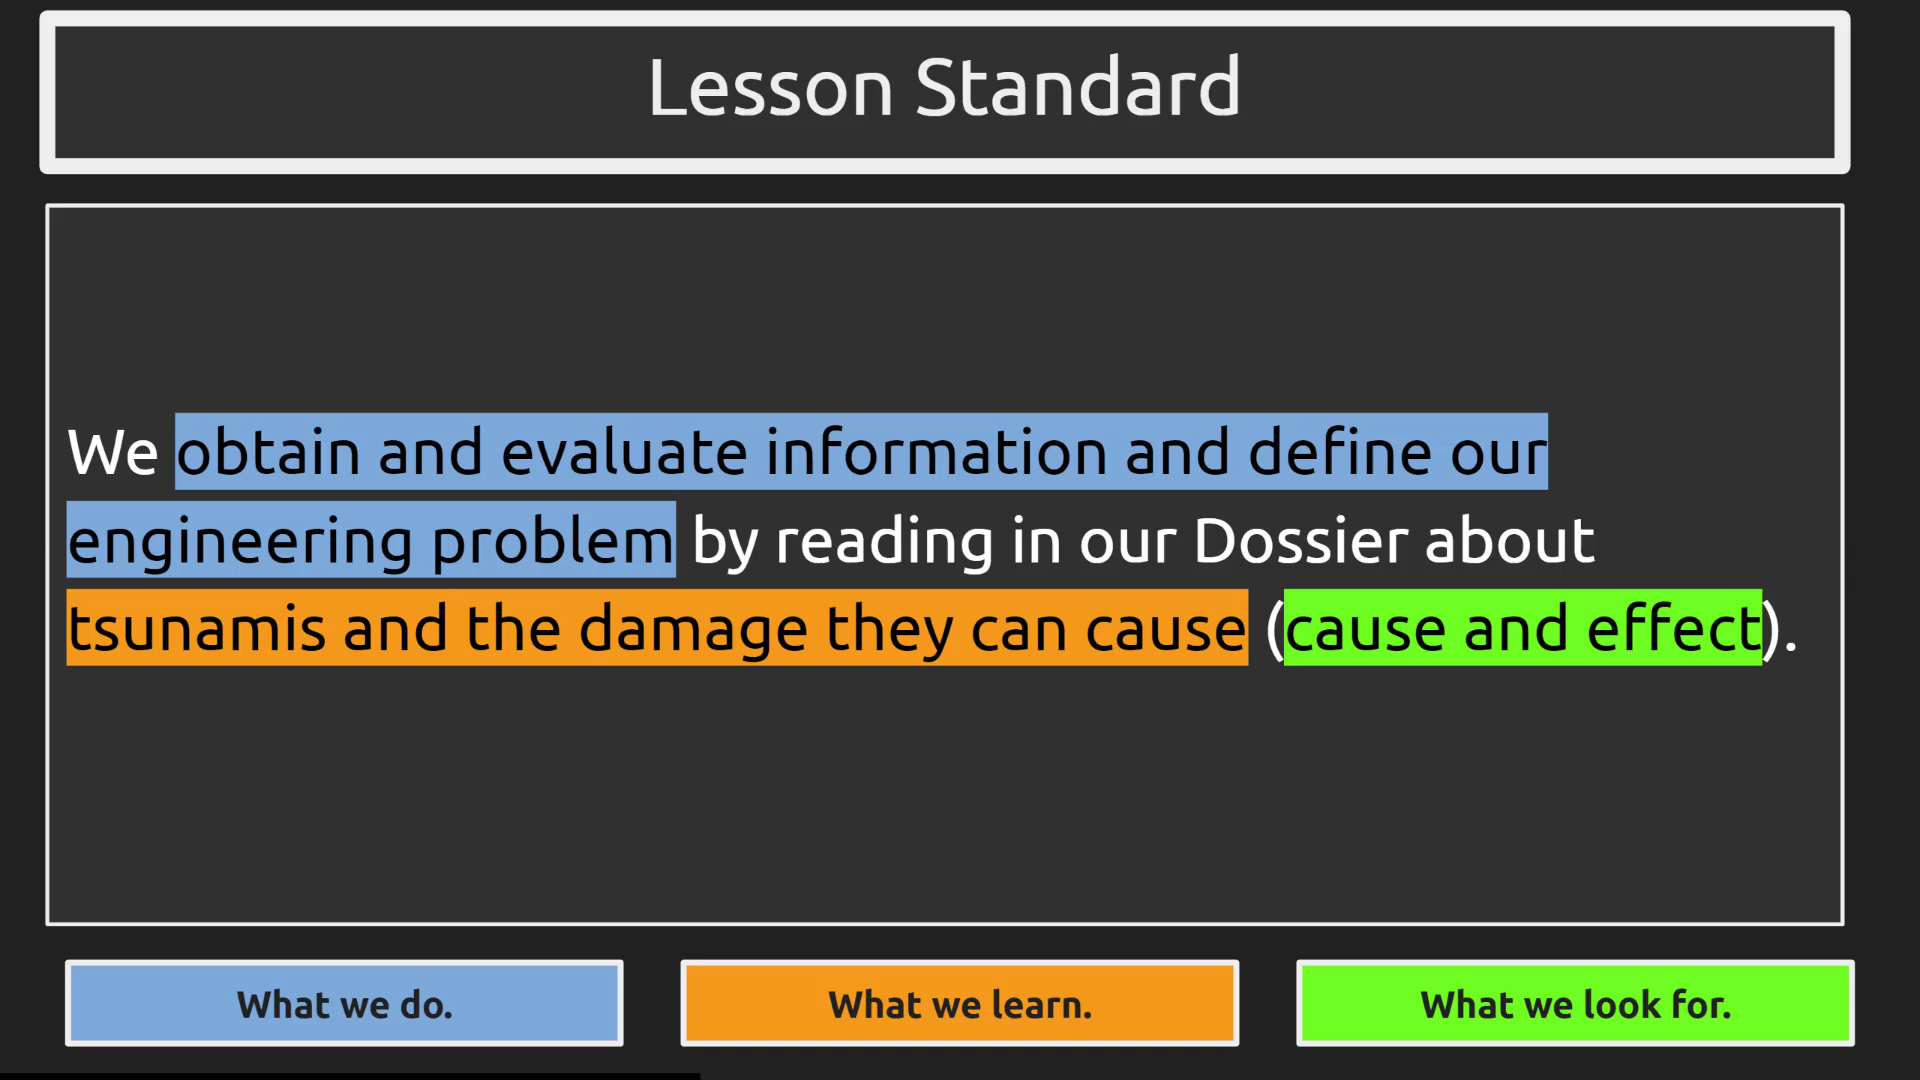 Lesson Standard
We obtain and evaluate information and define our
engineering problem by reading in our Dossier about
tsunamis and the damage they can cause (cause and effect).
What we do.
What we learn.
What we look for.